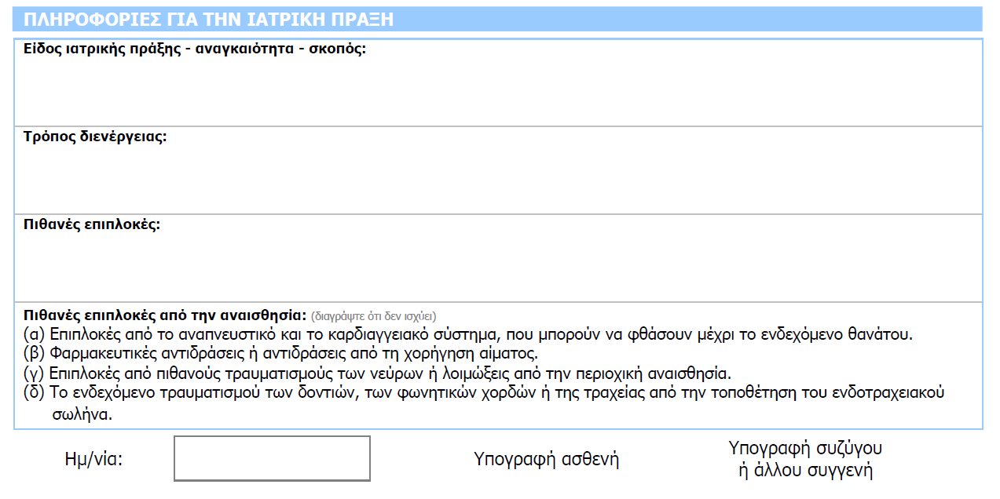 ΠΛΗΡΟΦΟΡΙΕΣ ΓΙΑ ΤΗΝ ΙΑΤΡΙΚΗ ΠΡΑΞΗ
Είδος ιατρικής πράξης - αναγκαιότητα - σκοπός:
Τρόπος διενέργειας:
Πιθανές επιπλοκές:
Πιθανές επιπλοκές από την αναισθησία: (διαγράψτε ότι δεν ισχύει)
(α) Επιπλοκές από το αναπνευστικό και το καρδιαγγειακό σύστημα, που μπορούν να φθάσουν μέχρι το ενδεχόμενο θανάτου.
(β) Φαρμακευτικές αντιδράσεις ή αντιδράσεις από τη χορήγηση αίματος.
(γ) Επιπλοκές από πιθανούς τραυματισμούς των νεύρων ή λοιμώξεις από την περιοχική αναισθησία.
(δ) Το ενδεχόμενο τραυματισμού των δοντιών, των φωνητικών χορδών ή της τραχείας από την τοποθέτηση του ενδοτραχειακού
σωλήνα.
Ημ/νία:
Υπογραφή ασθενή
Υπογραφή συζύγου
ή άλλου συγγενή